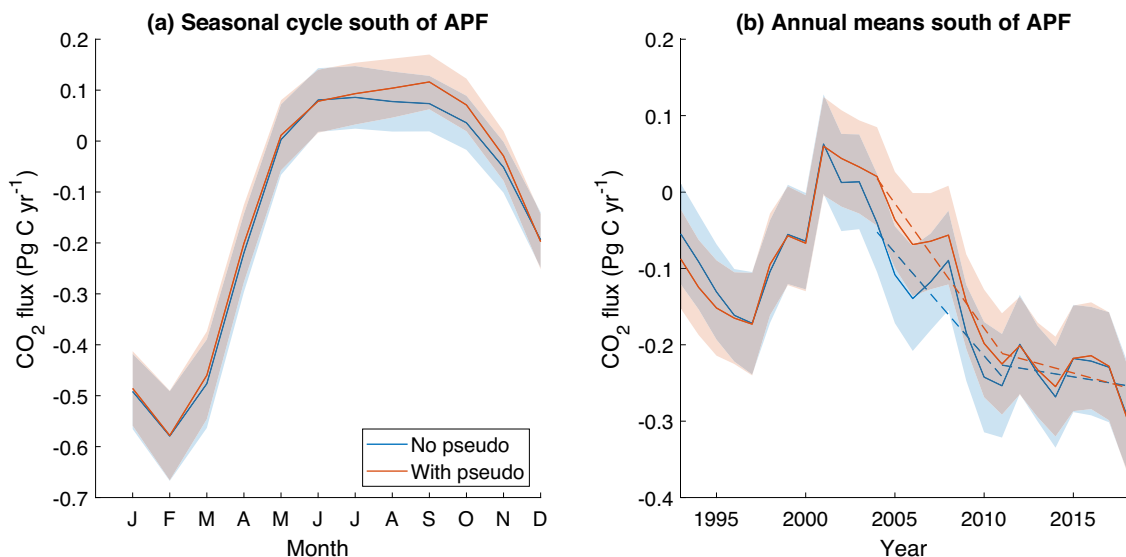 (a) Seasonal cycle south of APF
CO2 flux (Pg C yr-1)
0.2
0.1
0
-0.1
-0.2
-0.3
-0.4
-0.5
-0.6
-0.7
No pseudo
With pseudo
J F M A M J J A S O N D
Month
(b) Annual means south of APF
CO2 flux (Pg C yr-1)
0.2
0.1
0
-0.1
-0.2
-0.3
-0.4
1995 2000 2005 2010 2015
Year